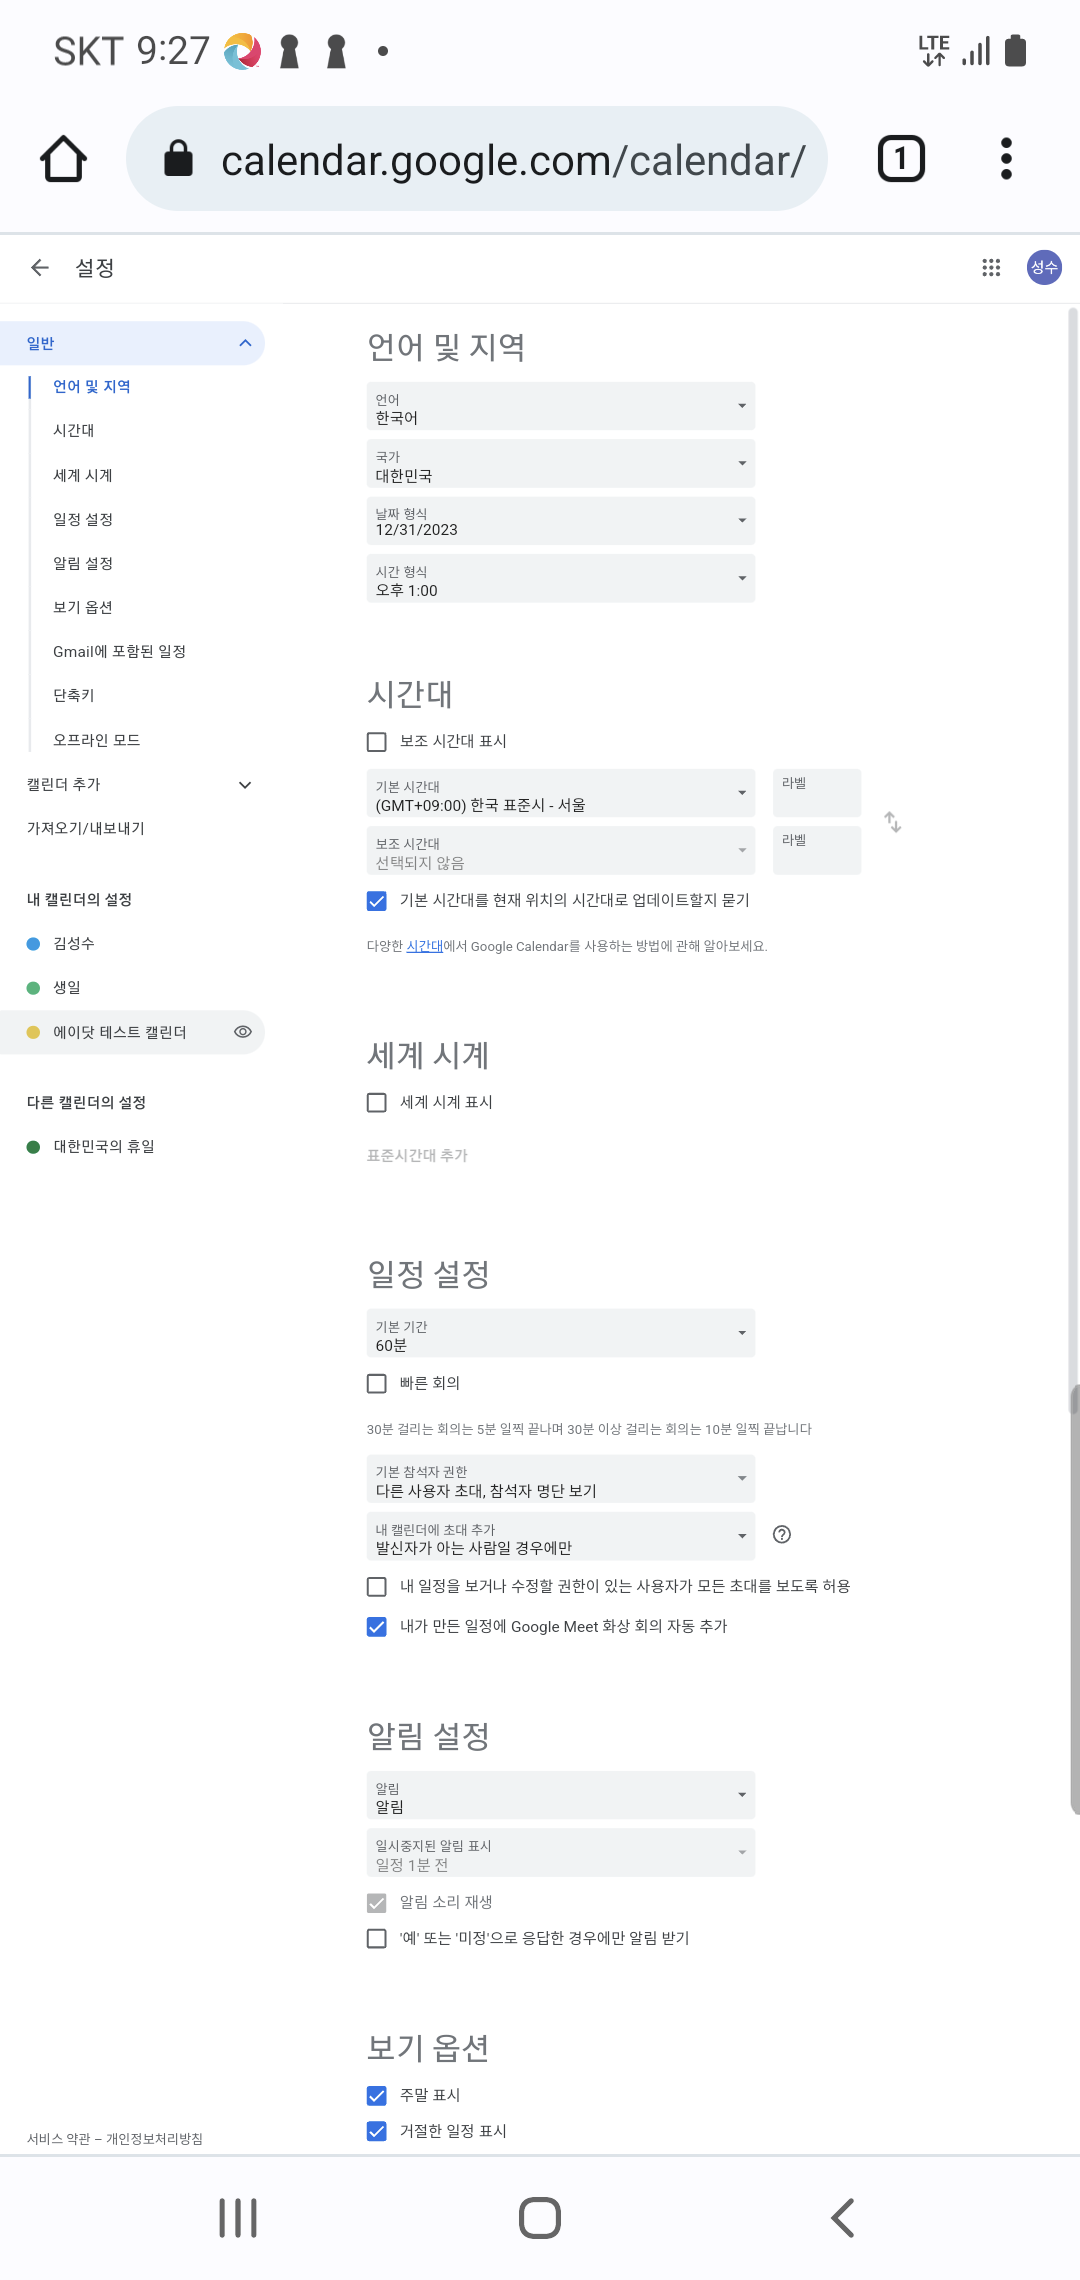 SKT 9:27
LTE
calendar.google.com/calendar/
1
설정
성수
일반
언어 및 지역
시간대
세계 시계
일정 설정
알림 설정
보기 옵션
Gmail에 포함된 일정
단축키
오프라인 모드
캘린더 추가
가져오기/내보내기
내 캘린더의 설정
김성수
생일
에이닷 테스트 캘린더
다른 캘린더의 설정
대한민국의 휴일
서비스 약관 – 개인정보처리방침
언어 및 지역
언어
한국어
국가
대한민국
날짜 형식
12/31/2023
시간 형식
오후 1:00
시간대
보조 시간대 표시
기본 시간대
(GMT+09:00) 한국 표준시 - 서울
라벨
보조 시간대
선택되지 않음
라벨
기본 시간대를 현재 위치의 시간대로 업데이트할지 묻기
다양한 시간대에서 Google Calendar를 사용하는 방법에 관해 알아보세요.
세계 시계
세계 시계 표시
표준시간대 추가
일정 설정
기본 기간
60분
빠른 회의
30분 걸리는 회의는 5분 일찍 끝나며 30분 이상 걸리는 회의는 10분 일찍 끝납니다
기본 참석자 권한
다른 사용자 초대, 참석자 명단 보기
내 캘린더에 초대 추가
발신자가 아는 사람일 경우에만
내 일정을 보거나 수정할 권한이 있는 사용자가 모든 초대를 보도록 허용
내가 만든 일정에 Google Meet 화상 회의 자동 추가
알림 설정
알림
알림
일시중지된 알림 표시
일정 1분 전
알림 소리 재생
'예' 또는 '미정'으로 응답한 경우에만 알림 받기
보기 옵션
주말 표시
거절한 일정 표시